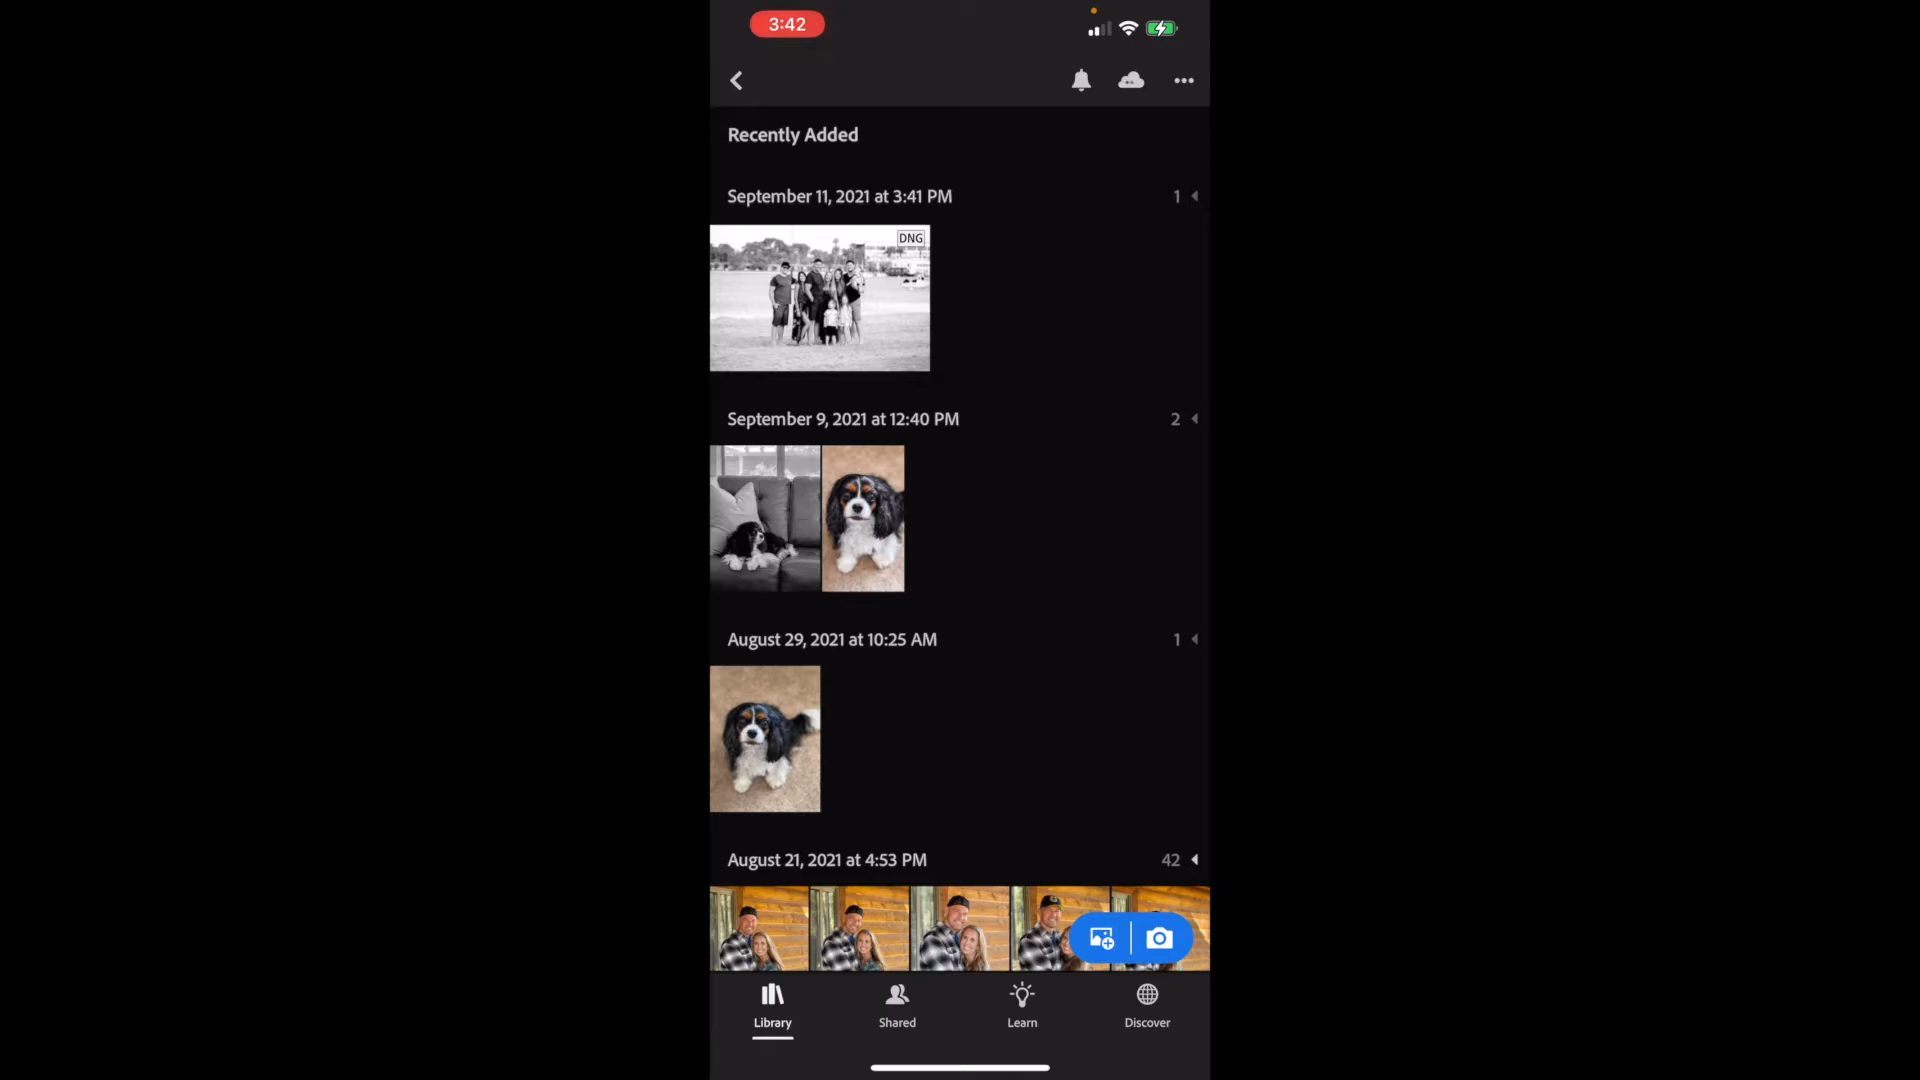 3:42
Recently Added
September 11, 2021 at 3:41 PM
1
DNG
September 9, 2021 at 12:40 PM
2
August 29, 2021 at 10:25 AM
1
August 21, 2021 at 4:53 PM
42
Library
Shared
Learn
Discover